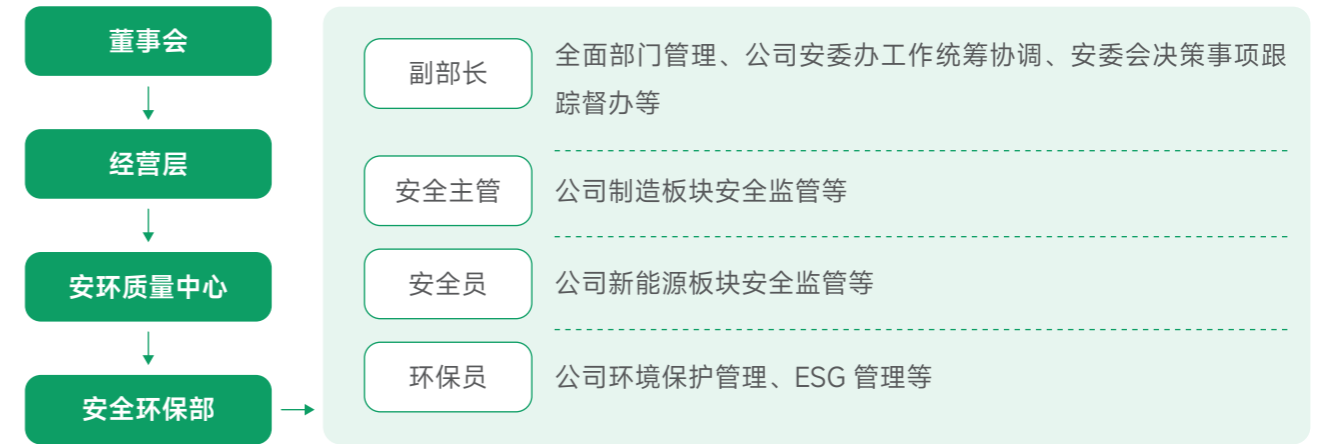 董事会
经营层
安环质量中心
安全环保部
副部长
全面部门管理、公司安委办工作统筹协调、安委会决策事项跟
踪督办等
安全主管
公司制造板块安全监管等
安全员
公司新能源板块安全监管等
环保员
公司环境保护管理、ESG 管理等